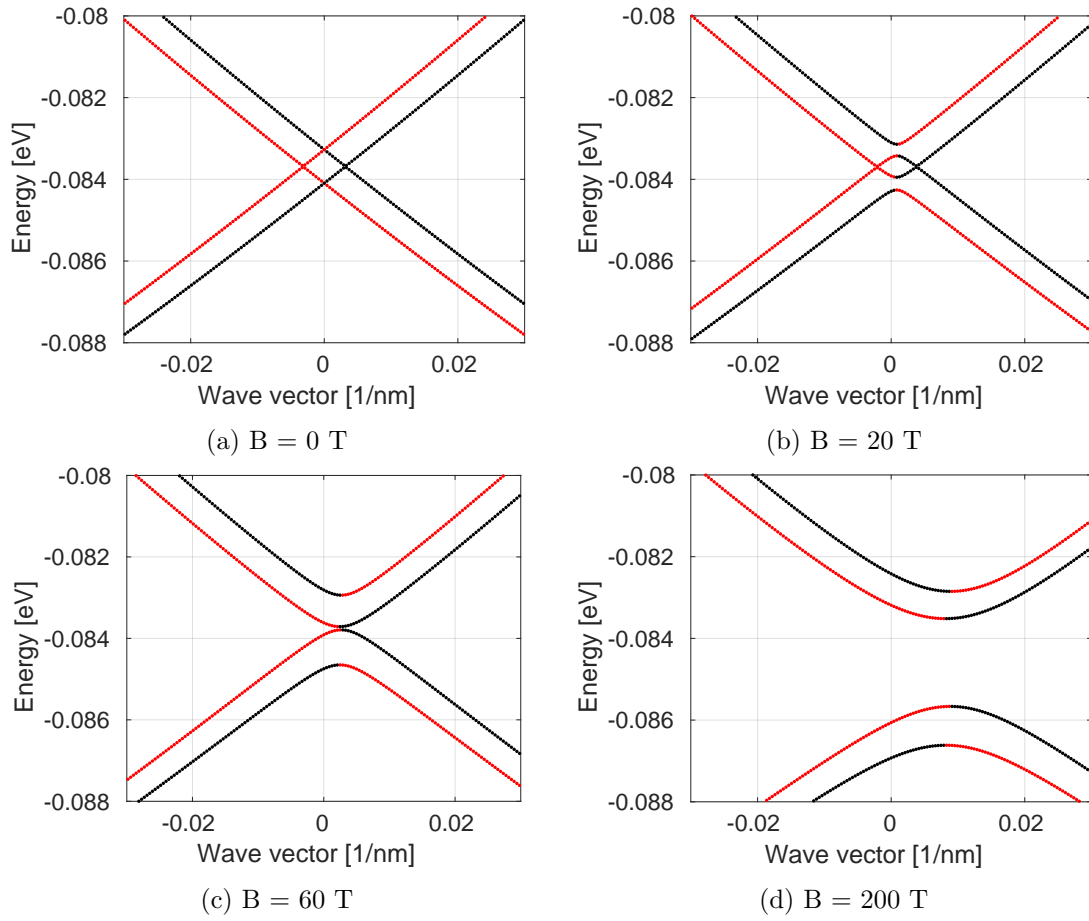 -0.08
-0.082
-0.084
-0.086
-0.088
Energy [eV]
-0.02
0
0.02
Wave vector [1/nm]
(a) B = 0 T
-0.08
-0.082
-0.084
-0.086
-0.088
Energy [eV]
-0.02
0
0.02
Wave vector [1/nm]
(b) B = 20 T
-0.08
-0.082
-0.084
-0.086
-0.088
Energy [eV]
-0.02
0
0.02
Wave vector [1/nm]
(c) B = 60 T
-0.08
-0.082
-0.084
-0.086
-0.088
Energy [eV]
-0.02
0
0.02
Wave vector [1/nm]
(d) B = 200 T